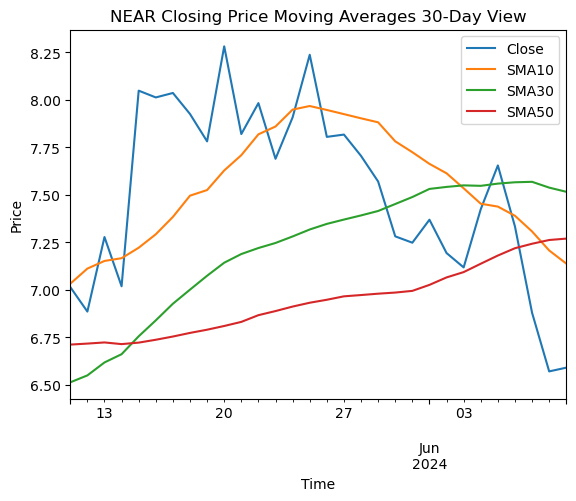 NEAR Closing Price Moving Averages 30-Day View
Close
SMA10
SMA30
SMA50
8.25
8.00
7.75
7.50
7.25
7.00
6.75
6.50
Price
13
20
27
03
Jun
2024
Time